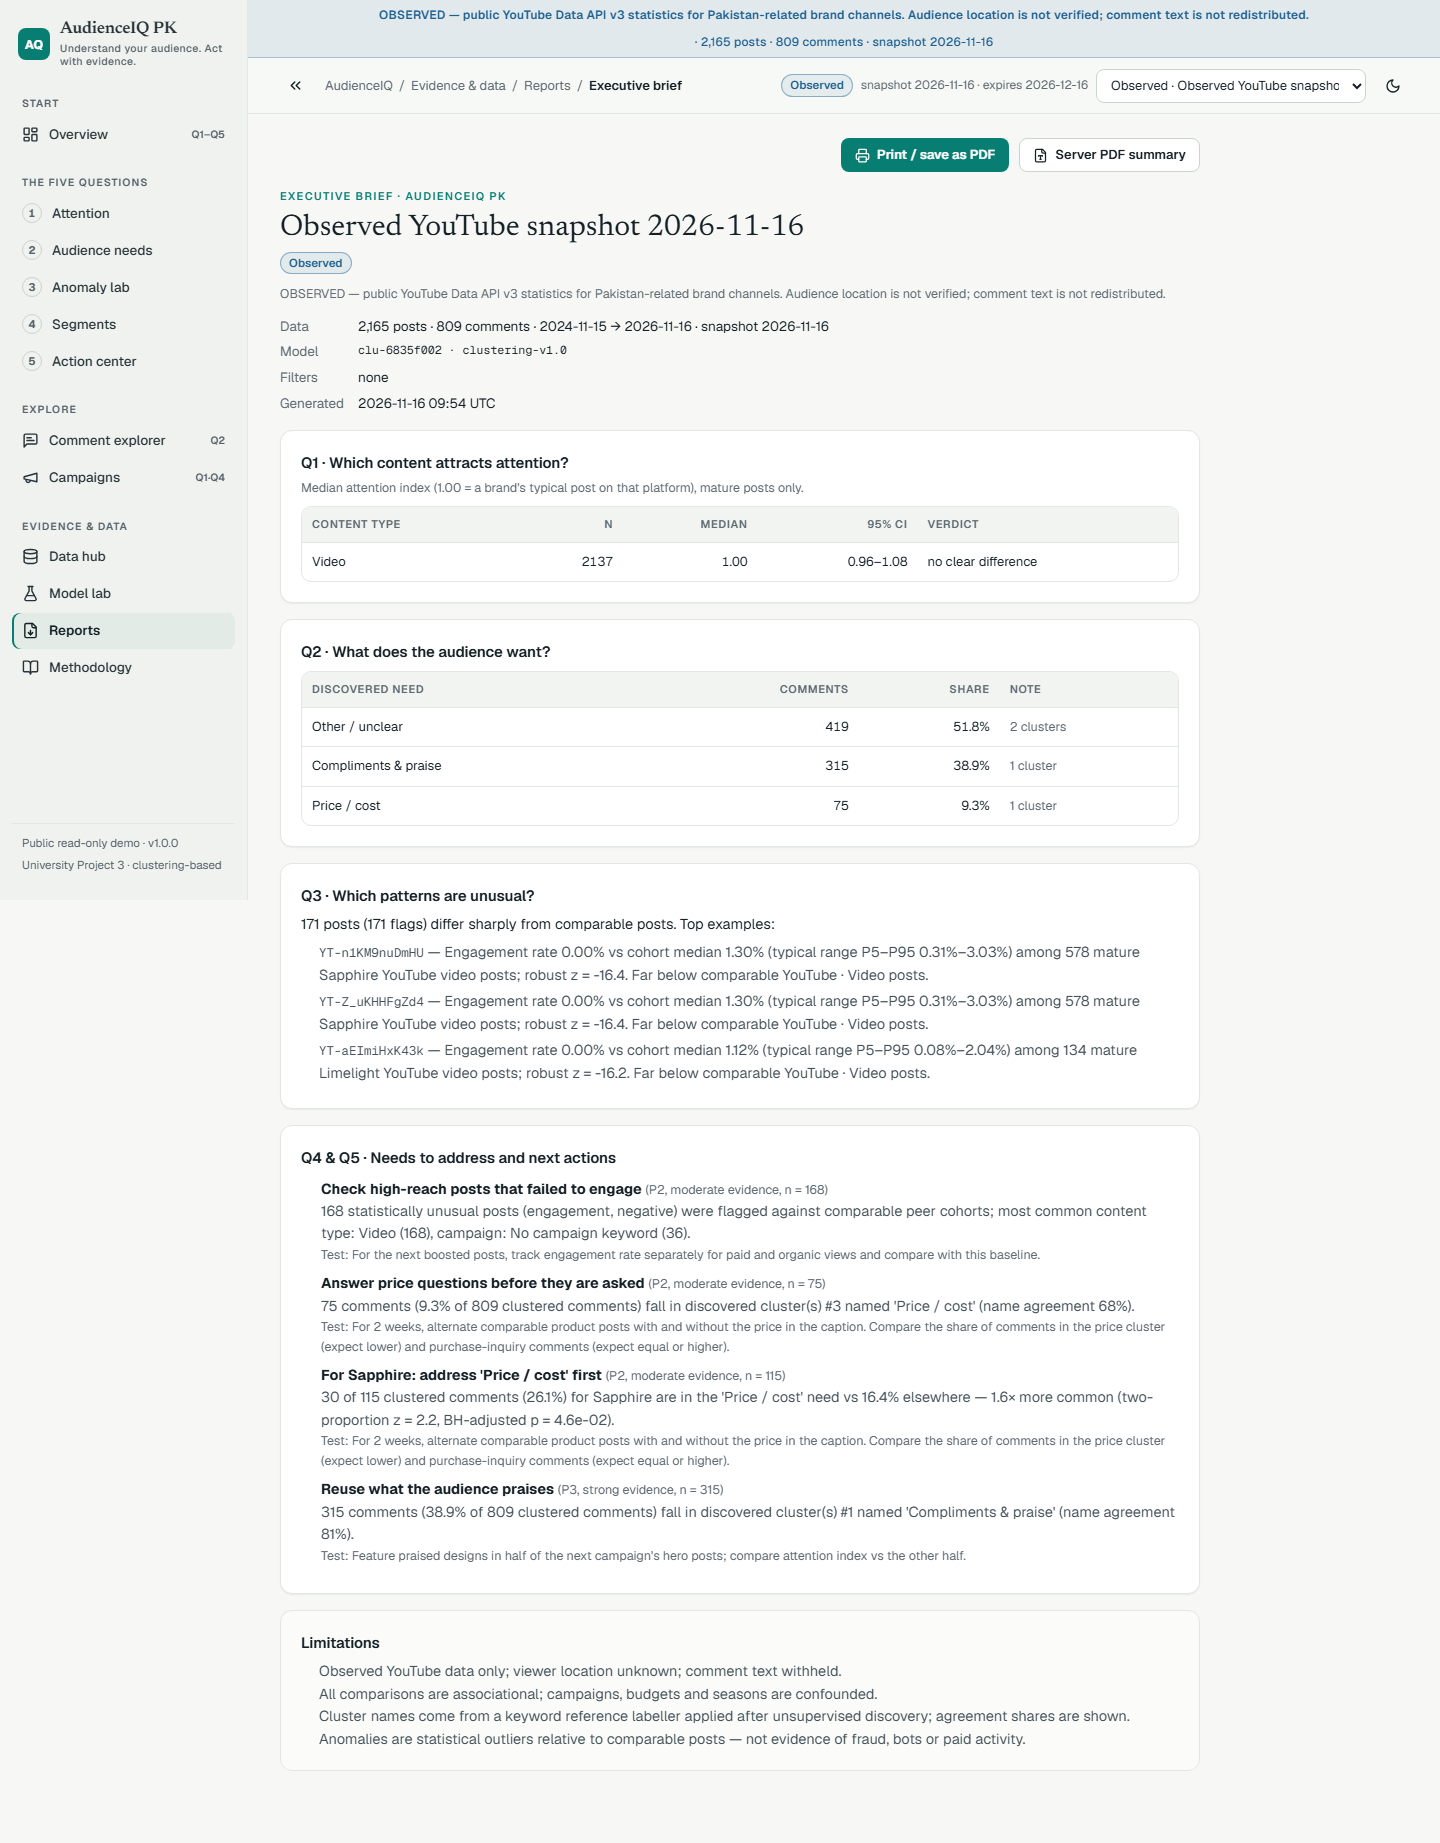 AQ
AudienceIQ PK
Understand your audience. Act
with evidence.
START
Overview Q1–Q5
THE FIVE QUESTIONS
1 Attention
2 Audience needs
3 Anomaly lab
4 Segments
5 Action center
EXPLORE
Comment explorer Q2
Campaigns Q1-Q4
EVIDENCE & DATA
Data hub
Model lab
Reports
Methodology
Public read-only demo · v1.0.0
University Project 3 · clustering-based
OBSERVED — public YouTube Data API v3 statistics for Pakistan-related brand channels. Audience location is not verified; comment text is not redistributed.
· 2,165 posts · 809 comments · snapshot 2026-11-16
AudienceIQ / Evidence & data / Reports / Executive brief
Observed snapshot 2026-11-16 · expires 2026-12-16
Observed · Observed YouTube snapsho
Print / save as PDF
Server PDF summary
EXECUTIVE BRIEF · AUDIENCEIQ PK
Observed YouTube snapshot 2026-11-16
Observed
OBSERVED — public YouTube Data API v3 statistics for Pakistan-related brand channels. Audience location is not verified; comment text is not redistributed.
Data 2,165 posts · 809 comments · 2024-11-15 → 2026-11-16 · snapshot 2026-11-16
Model clu-6835f002 · clustering-v1.0
Filters none
Generated 2026-11-16 09:54 UTC
Q1 · Which content attracts attention?
Median attention index (1.00 = a brand's typical post on that platform), mature posts only.
CONTENT TYPE N MEDIAN 95% CI VERDICT
Video 2137 1.00 0.96–1.08 no clear difference
Q2 · What does the audience want?
DISCOVERED NEED COMMENTS SHARE NOTE
Other / unclear 419 51.8% 2 clusters
Compliments & praise 315 38.9% 1 cluster
Price / cost 75 9.3% 1 cluster
Q3 · Which patterns are unusual?
171 posts (171 flags) differ sharply from comparable posts. Top examples:
YT-n1KM9nuDmHU — Engagement rate 0.00% vs cohort median 1.30% (typical range P5–P95 0.31%–3.03%) among 578 mature
Sapphire YouTube video posts; robust z = -16.4. Far below comparable YouTube · Video posts.
YT-Z_uKHHFgZd4 — Engagement rate 0.00% vs cohort median 1.30% (typical range P5–P95 0.31%–3.03%) among 578 mature
Sapphire YouTube video posts; robust z = -16.4. Far below comparable YouTube · Video posts.
YT-aEImiHxK43k — Engagement rate 0.00% vs cohort median 1.12% (typical range P5–P95 0.08%–2.04%) among 134 mature
Limelight YouTube video posts; robust z = -16.2. Far below comparable YouTube · Video posts.
Q4 & Q5 · Needs to address and next actions
Check high-reach posts that failed to engage (P2, moderate evidence, n = 168)
168 statistically unusual posts (engagement, negative) were flagged against comparable peer cohorts; most common content
type: Video (168), campaign: No campaign keyword (36).
Test: For the next boosted posts, track engagement rate separately for paid and organic views and compare with this baseline.
Answer price questions before they are asked (P2, moderate evidence, n = 75)
75 comments (9.3% of 809 clustered comments) fall in discovered cluster(s) #3 named 'Price / cost' (name agreement 68%).
Test: For 2 weeks, alternate comparable product posts with and without the price in the caption. Compare the share of comments in the price cluster
(expect lower) and purchase-inquiry comments (expect equal or higher).
For Sapphire: address 'Price / cost' first (P2, moderate evidence, n = 115)
30 of 115 clustered comments (26.1%) for Sapphire are in the 'Price / cost' need vs 16.4% elsewhere — 1.6× more common (two-
proportion z = 2.2, BH-adjusted p = 4.6e-02).
Test: For 2 weeks, alternate comparable product posts with and without the price in the caption. Compare the share of comments in the price cluster
(expect lower) and purchase-inquiry comments (expect equal or higher).
Reuse what the audience praises (P3, strong evidence, n = 315)
315 comments (38.9% of 809 clustered comments) fall in discovered cluster(s) #1 named 'Compliments & praise' (name agreement
81%).
Test: Feature praised designs in half of the next campaign's hero posts; compare attention index vs the other half.
Limitations
Observed YouTube data only; viewer location unknown; comment text withheld.
All comparisons are associational; campaigns, budgets and seasons are confounded.
Cluster names come from a keyword reference labeller applied after unsupervised discovery; agreement shares are shown.
Anomalies are statistical outliers relative to comparable posts — not evidence of fraud, bots or paid activity.